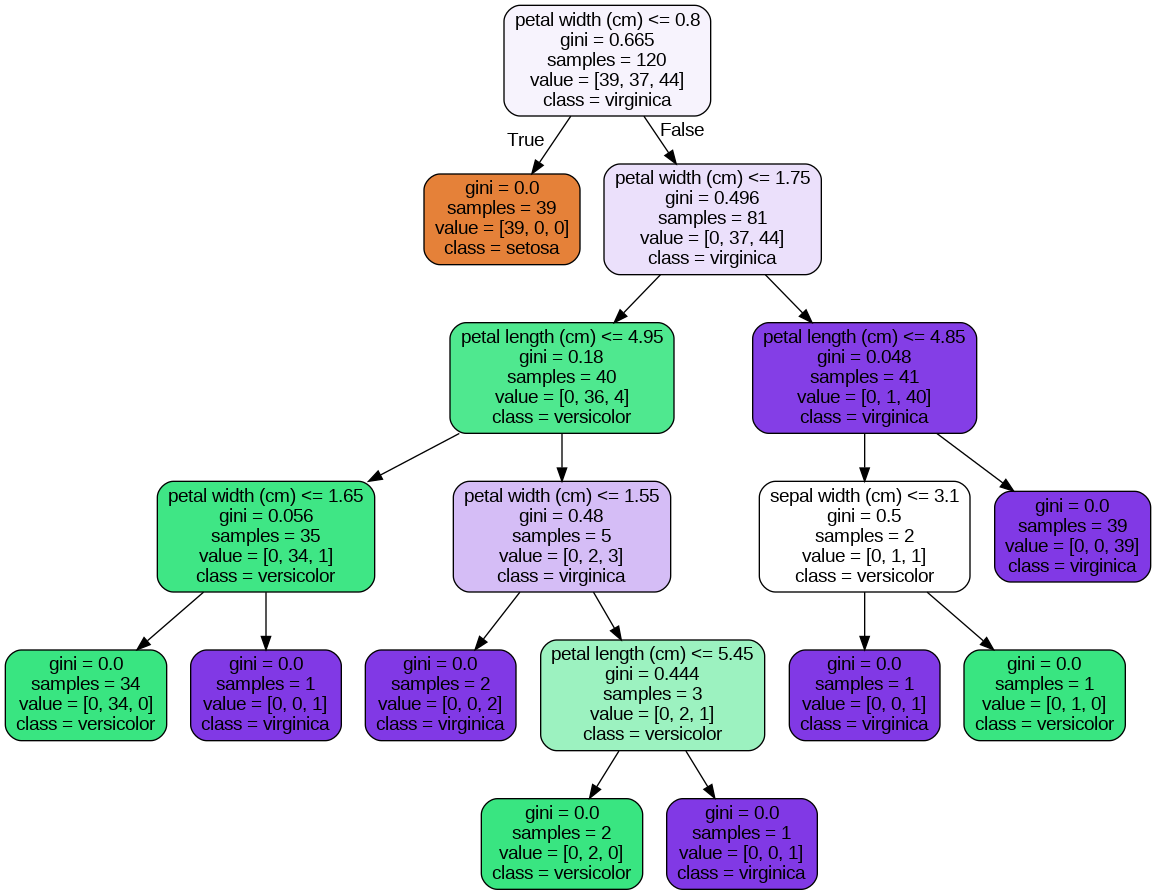 petal width (cm) <= 0.8
gini = 0.665
samples = 120
value = [39, 37, 44]
class = virginica
True
False
gini = 0.0
samples = 39
value = [39, 0, 0]
class = setosa
petal width (cm) <= 1.75
gini = 0.496
samples = 81
value = [0, 37, 44]
class = virginica
petal length (cm) <= 4.95
gini = 0.18
samples = 40
value = [0, 36, 4]
class = versicolor
petal length (cm) <= 4.85
gini = 0.048
samples = 41
value = [0, 1, 40]
class = virginica
petal width (cm) <= 1.65
gini = 0.056
samples = 35
value = [0, 34, 1]
class = versicolor
petal width (cm) <= 1.55
gini = 0.48
samples = 5
value = [0, 2, 3]
class = virginica
sepal width (cm) <= 3.1
gini = 0.5
samples = 2
value = [0, 1, 1]
class = versicolor
gini = 0.0
samples = 39
value = [0, 0, 39]
class = virginica
gini = 0.0
samples = 34
value = [0, 34, 0]
class = versicolor
gini = 0.0
samples = 1
value = [0, 0, 1]
class = virginica
gini = 0.0
samples = 2
value = [0, 0, 2]
class = virginica
petal length (cm) <= 5.45
gini = 0.444
samples = 3
value = [0, 2, 1]
class = versicolor
gini = 0.0
samples = 1
value = [0, 0, 1]
class = virginica
gini = 0.0
samples = 1
value = [0, 1, 0]
class = versicolor
gini = 0.0
samples = 2
value = [0, 2, 0]
class = versicolor
gini = 0.0
samples = 1
value = [0, 0, 1]
class = virginica